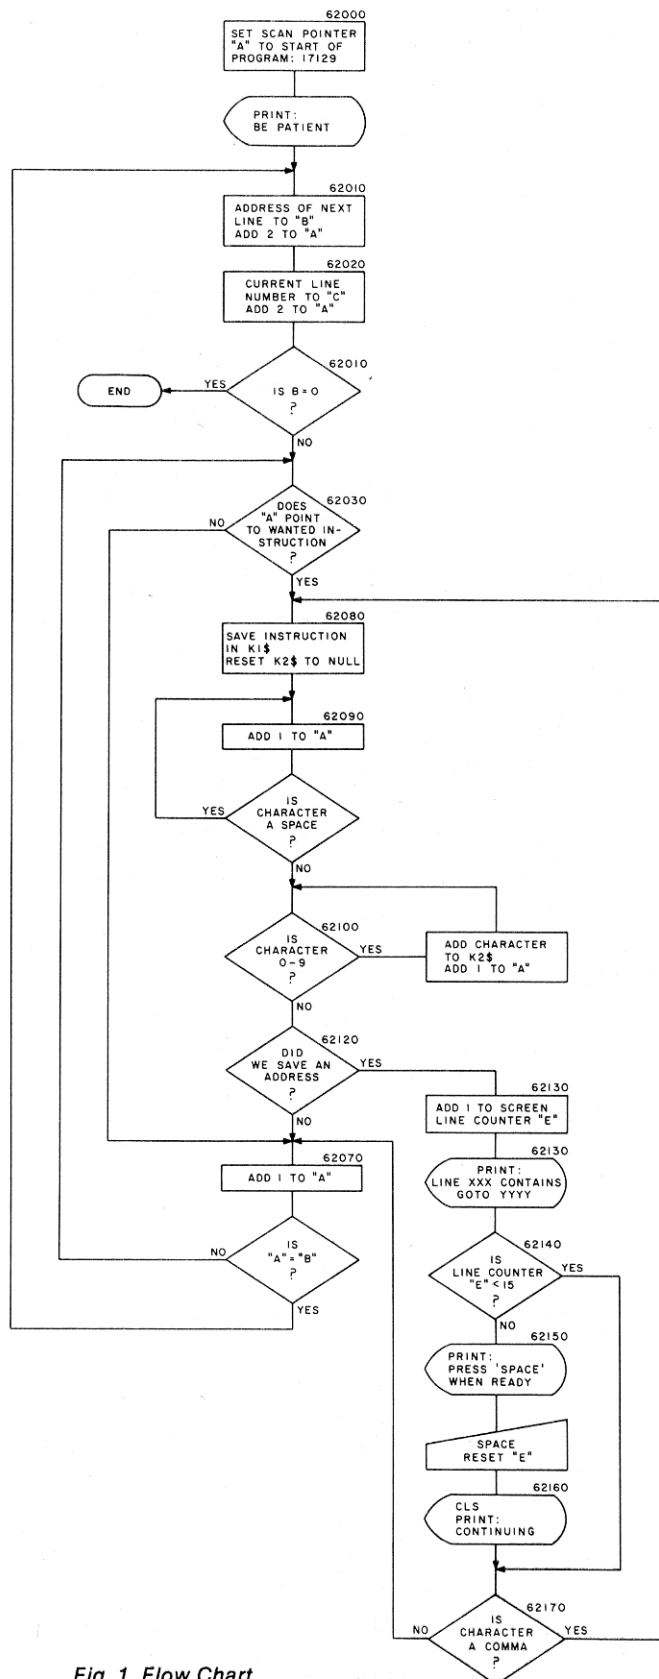 62000
SET SCAN POINTER
"A" TO START OF
PROGRAM: 17129
PRINT:
BE PATIENT
62010
ADDRESS OF NEXT
LINE TO "B"
ADD 2 TO "A"
62020
CURRENT LINE
NUMBER TO "C"
ADD 2 TO "A"
62010
IS B=0
?
YES
END
NO
62030
DOES
"A" POINT
TO WANTED IN-
STRUCTION
?
NO
YES
62080
SAVE INSTRUCTION
IN K1$
RESET K2$ TO NULL
62090
ADD 1 TO "A"
IS
CHARACTER
A SPACE
?
YES
NO
62100
IS
CHARACTER
0-9
?
YES
ADD CHARACTER
TO K2$
ADD 1 TO "A"
NO
62120
DID
WE SAVE AN
ADDRESS
?
YES
NO
62130
ADD 1 TO SCREEN
LINE COUNTER "E"
62130
PRINT:
LINE XXX CONTAINS
GOTO YYYY
62070
ADD 1 TO "A"
IS
"A"="B"
?
NO
YES
62140
IS
LINE COUNTER
"E"<15
?
YES
NO
62150
PRINT:
PRESS 'SPACE'
WHEN READY
SPACE
RESET "E"
62160
CLS
PRINT:
CONTINUING
62170
IS
CHARACTER
A COMMA
?
NO
YES
Fig. 1. Flow Chart